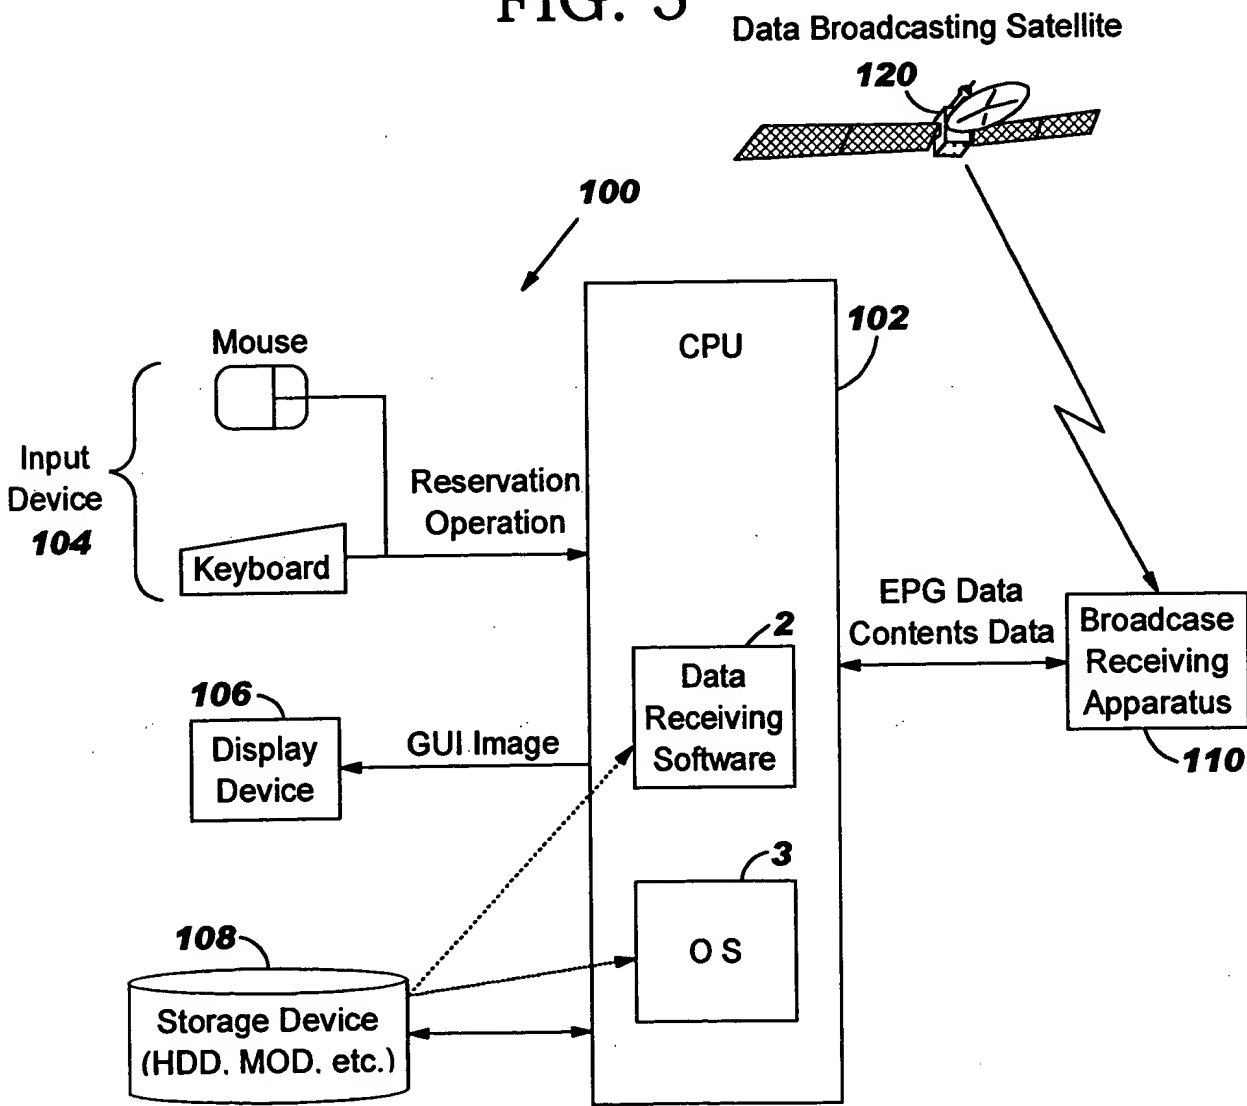 FIG. 3
Data Broadcasting Satellite
120
100
102
CPU
Mouse
Input
Device
104
Reservation
Operation
Keyboard
EPG Data
Contents Data
Broadcase
Receiving
Apparatus
110
2
Data
Receiving
Software
106
Display
Device
GUI Image
3
O S
108
Storage Device
(HDD. MOD. etc.)